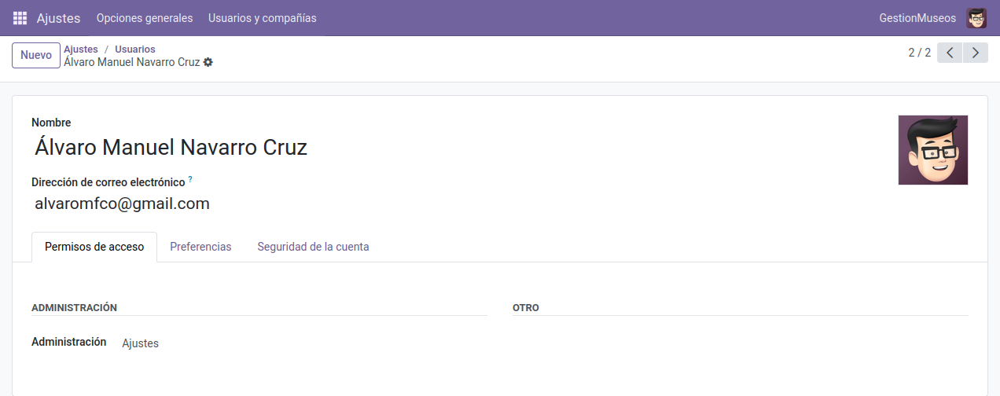 Ajustes Opciones generales Usuarios y compañías GestionMuseos
Nuevo
Ajustes / Usuarios
Álvaro Manuel Navarro Cruz
2 / 2
Nombre
Álvaro Manuel Navarro Cruz
Dirección de correo electrónico ?
alvaromfco@gmail.com
Permisos de acceso Preferencias Seguridad de la cuenta
ADMINISTRACIÓN OTRO
Administración Ajustes